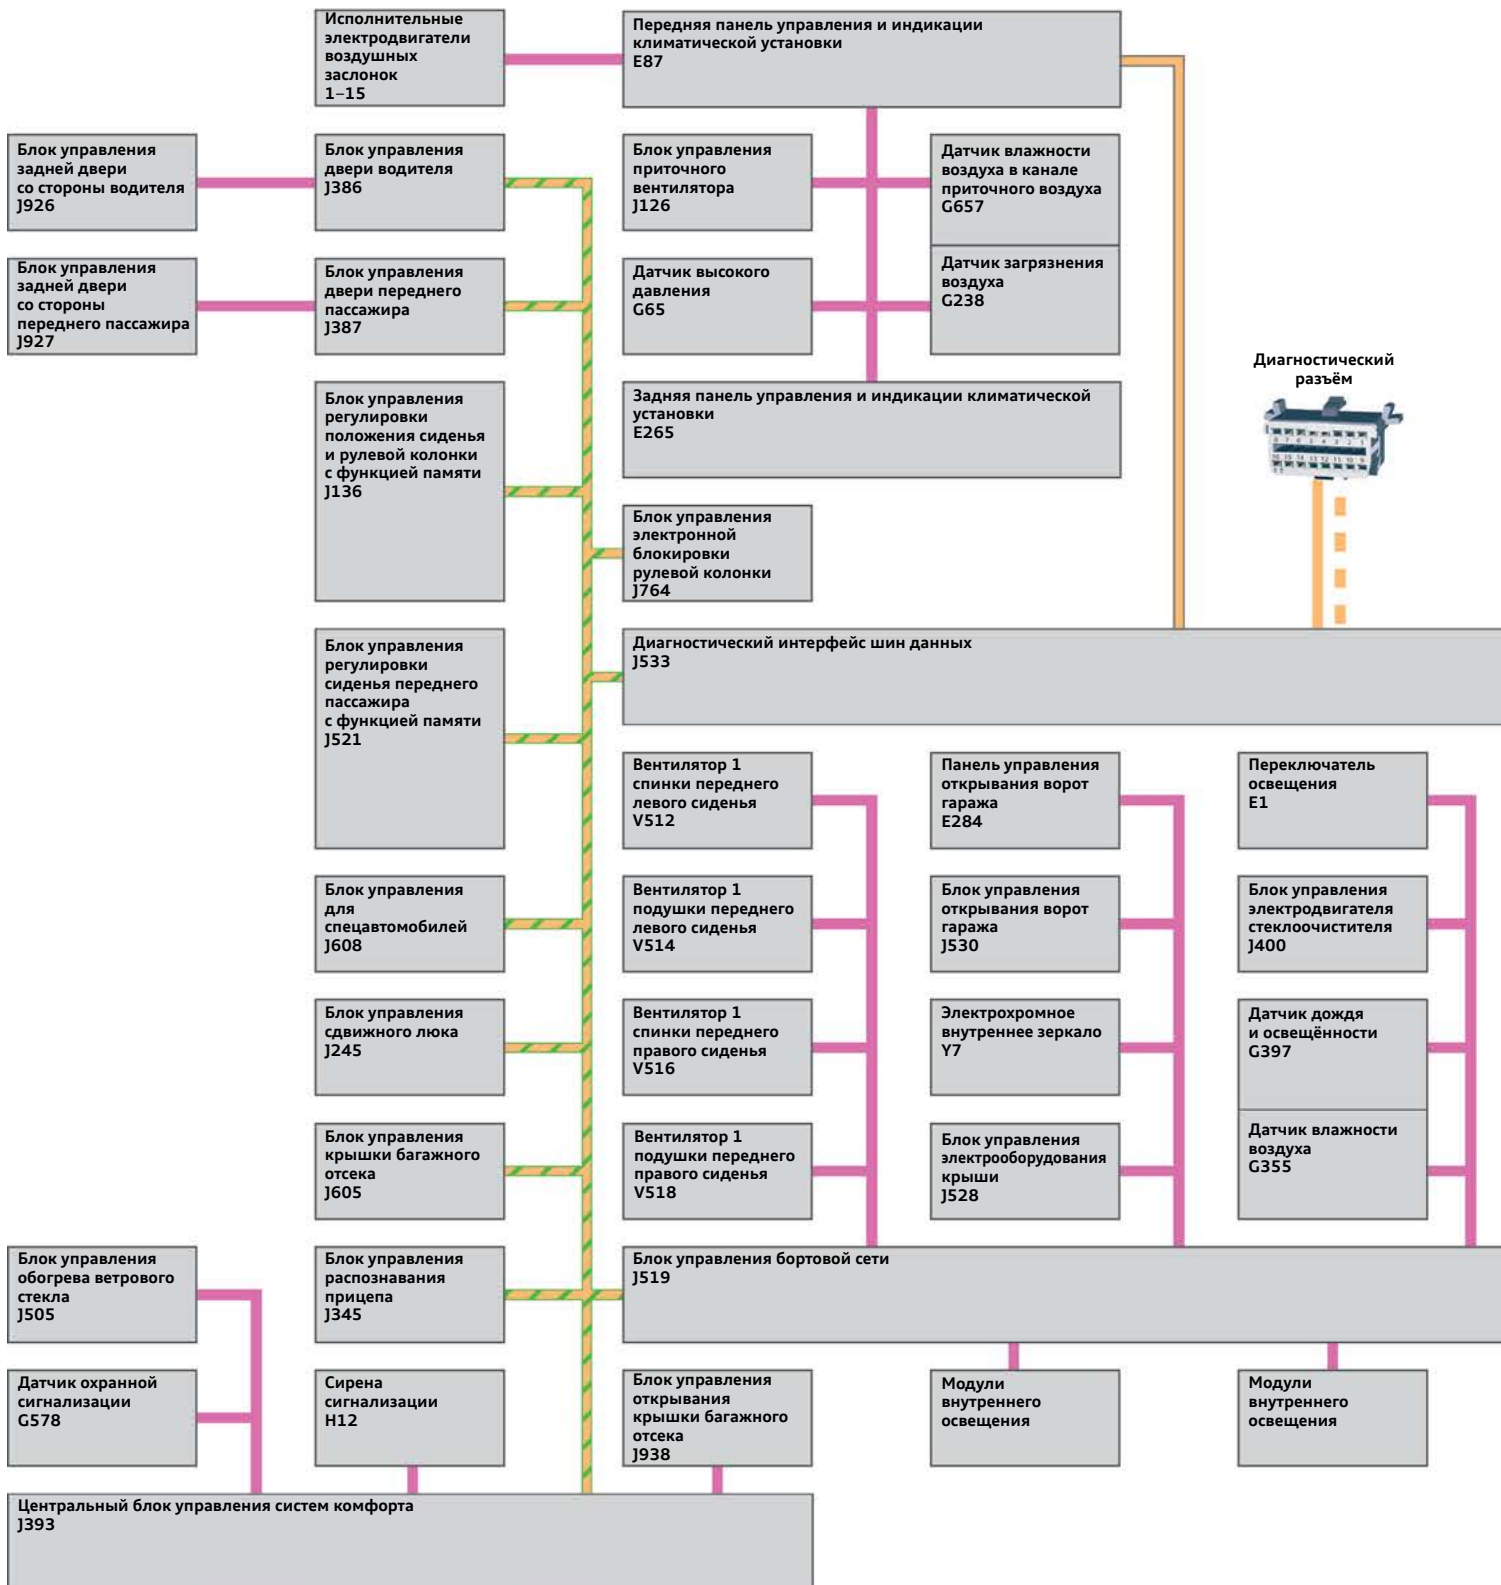 Исполнительные
электродвигатели
воздушных
заслонок
1–15
Передняя панель управления и индикации
климатической установки
E87
Блок управления
задней двери
со стороны водителя
J926
Блок управления
двери водителя
J386
Блок управления
приточного
вентилятора
J126
Датчик влажности
воздуха в канале
приточного воздуха
G657
Блок управления
задней двери
со стороны
переднего пассажира
J927
Блок управления
двери переднего
пассажира
J387
Датчик высокого
давления
G65
Датчик загрязнения
воздуха
G238
Диагностический
разъём
Блок управления
регулировки
положения сиденья
и рулевой колонки
с функцией памяти
J136
Задняя панель управления и индикации климатической
установки
E265
Блок управления
электронной
блокировки
рулевой колонки
J764
Блок управления
регулировки
сиденья переднего
пассажира
с функцией памяти
J521
Диагностический интерфейс шин данных
J533
Вентилятор 1
спинки переднего
левого сиденья
V512
Панель управления
открывания ворот
гаража
E284
Переключатель
освещения
E1
Блок управления
для
спецавтомобилей
J608
Вентилятор 1
подушки переднего
левого сиденья
V514
Блок управления
открывания ворот
гаража
J530
Блок управления
электродвигателя
стеклоочистителя
J400
Блок управления
сдвижного люка
J245
Вентилятор 1
спинки переднего
правого сиденья
V516
Электрохромное
внутреннее зеркало
Y7
Датчик дождя
и освещённости
G397
Блок управления
крышки багажного
отсека
J605
Вентилятор 1
подушки переднего
правого сиденья
V518
Блок управления
электрооборудования
крыши
J528
Датчик влажности
воздуха
G355
Блок управления
обогрева ветрового
стекла
J505
Блок управления
распознавания
прицепа
J345
Блок управления бортовой сети
J519
Датчик охранной
сигнализации
G578
Сирена
сигнализации
H12
Блок управления
открывания
крышки багажного
отсека
J938
Модули
внутреннего
освещения
Модули
внутреннего
освещения
Центральный блок управления систем комфорта
J393